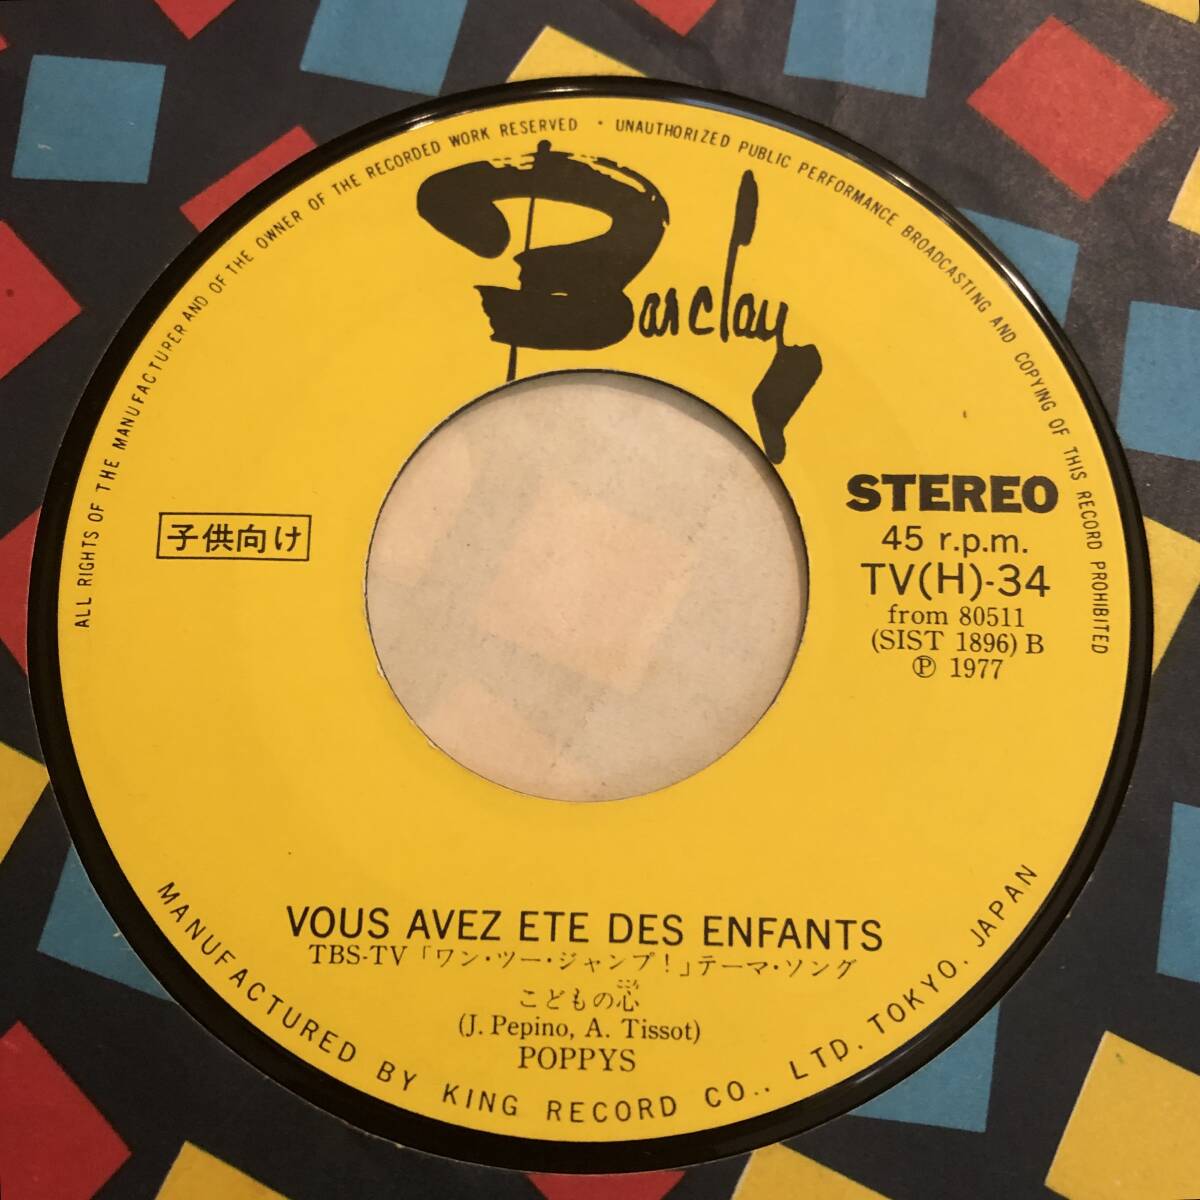 ALL RIGHTS OF THE MANUFACTURER AND OF THE OWNER OF THE RECORDED WORK RESERVED • UNAUTHORIZED PUBLIC PERFORMANCE BROADCASTING AND COPYING OF THIS RECORD PROHIBITED
Barclay
子供向け
STEREO
45 r.p.m.
TV(H)-34
from 80511
(SIST 1896) B
Ⓟ 1977
VOUS AVEZ ETE DES ENFANTS
TBS-TV「ワン・ツー・ジャンプ!」テーマ・ソング
こころ
こどもの心
(J. Pepino, A. Tissot)
POPPYS
MANUFACTURED BY KING RECORD CO., LTD. TOKYO, JAPAN